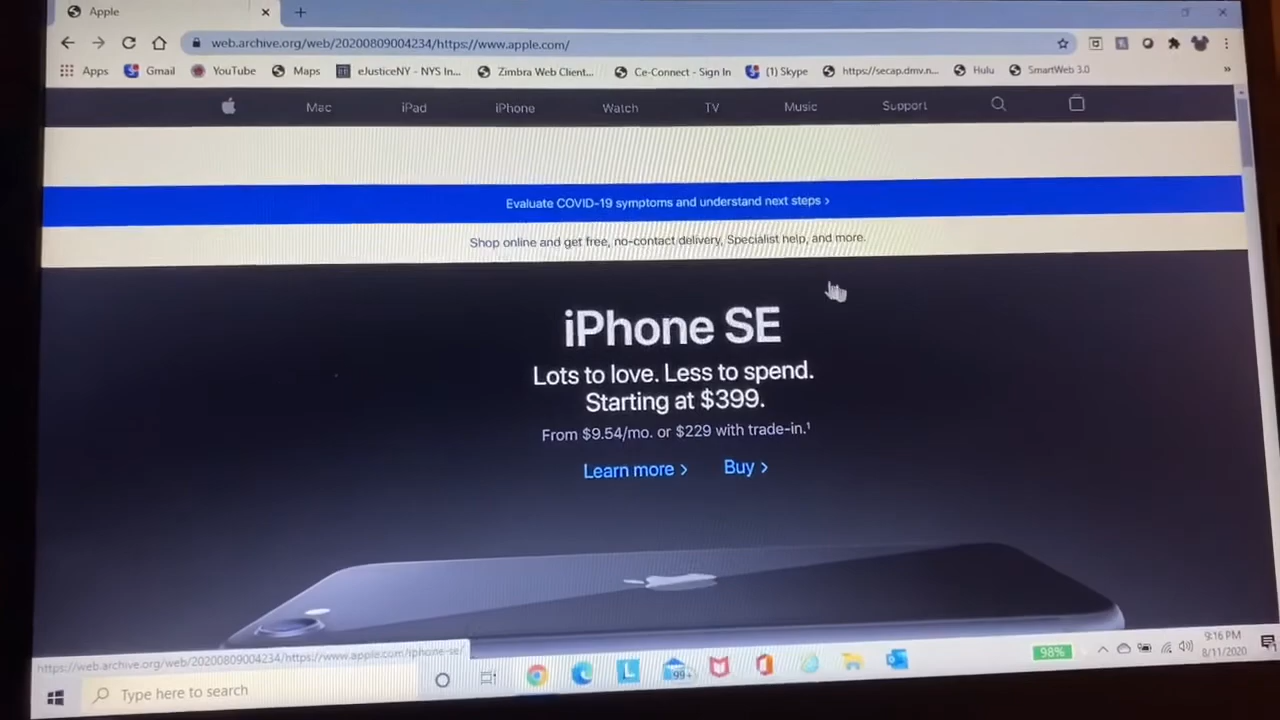 Apple
web.archive.org/web/20200809004234/https://www.apple.com/
Apps Gmail YouTube Maps eJusticeNY - NYS In... Zimbra Web Client... Ce-Connect - Sign In (1) Skype https://secap.dmv.n... Hulu SmartWeb 3.0 »
Mac iPad iPhone Watch TV Music Support
Evaluate COVID-19 symptoms and understand next steps >
Shop online and get free, no-contact delivery, Specialist help, and more.
iPhone SE
Lots to love. Less to spend.
Starting at $399.
From $9.54/mo. or $229 with trade-in.¹
Learn more > Buy >
https://web.archive.org/web/20200809004234/https://www.apple.com/iphone-se/
Type here to search
99+
98%
9:16 PM
8/11/2020